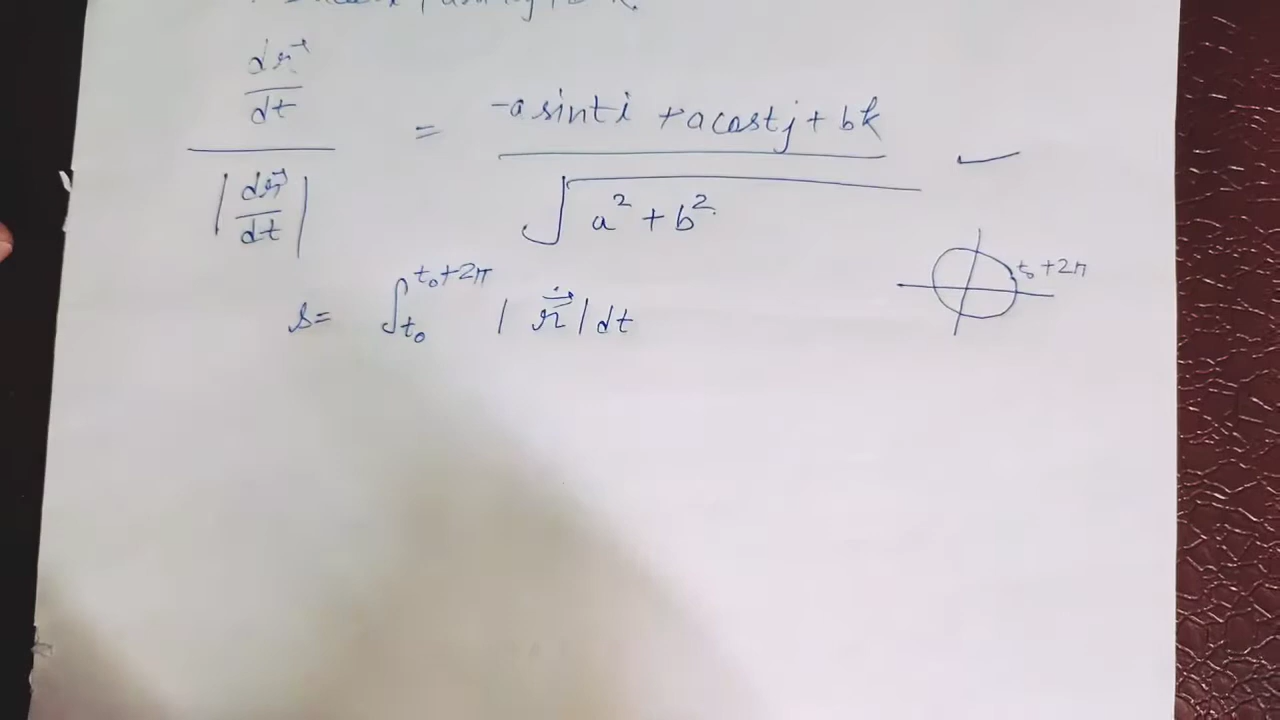 dr⃗/dt / |dr⃗/dt| = -a sint i + a cost j + bk / √a² + b²
s = ∫ₜ₀^t₀+2π | ṙ⃗ | dt
t₀ + 2π